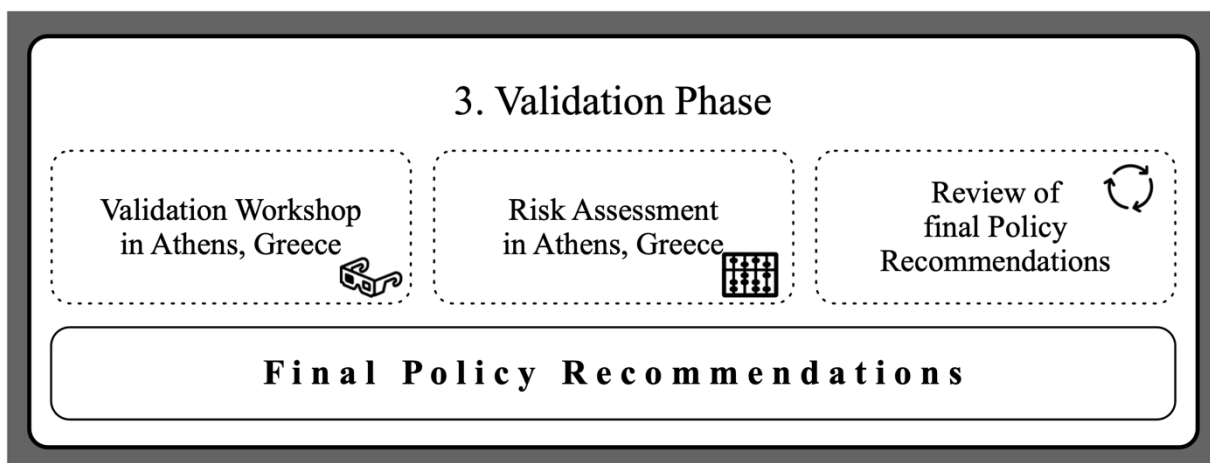 3. Validation Phase
Validation Workshop
in Athens, Greece
Risk Assessment
in Athens, Greece
Review of
final Policy
Recommendations
Final Policy Recommendations